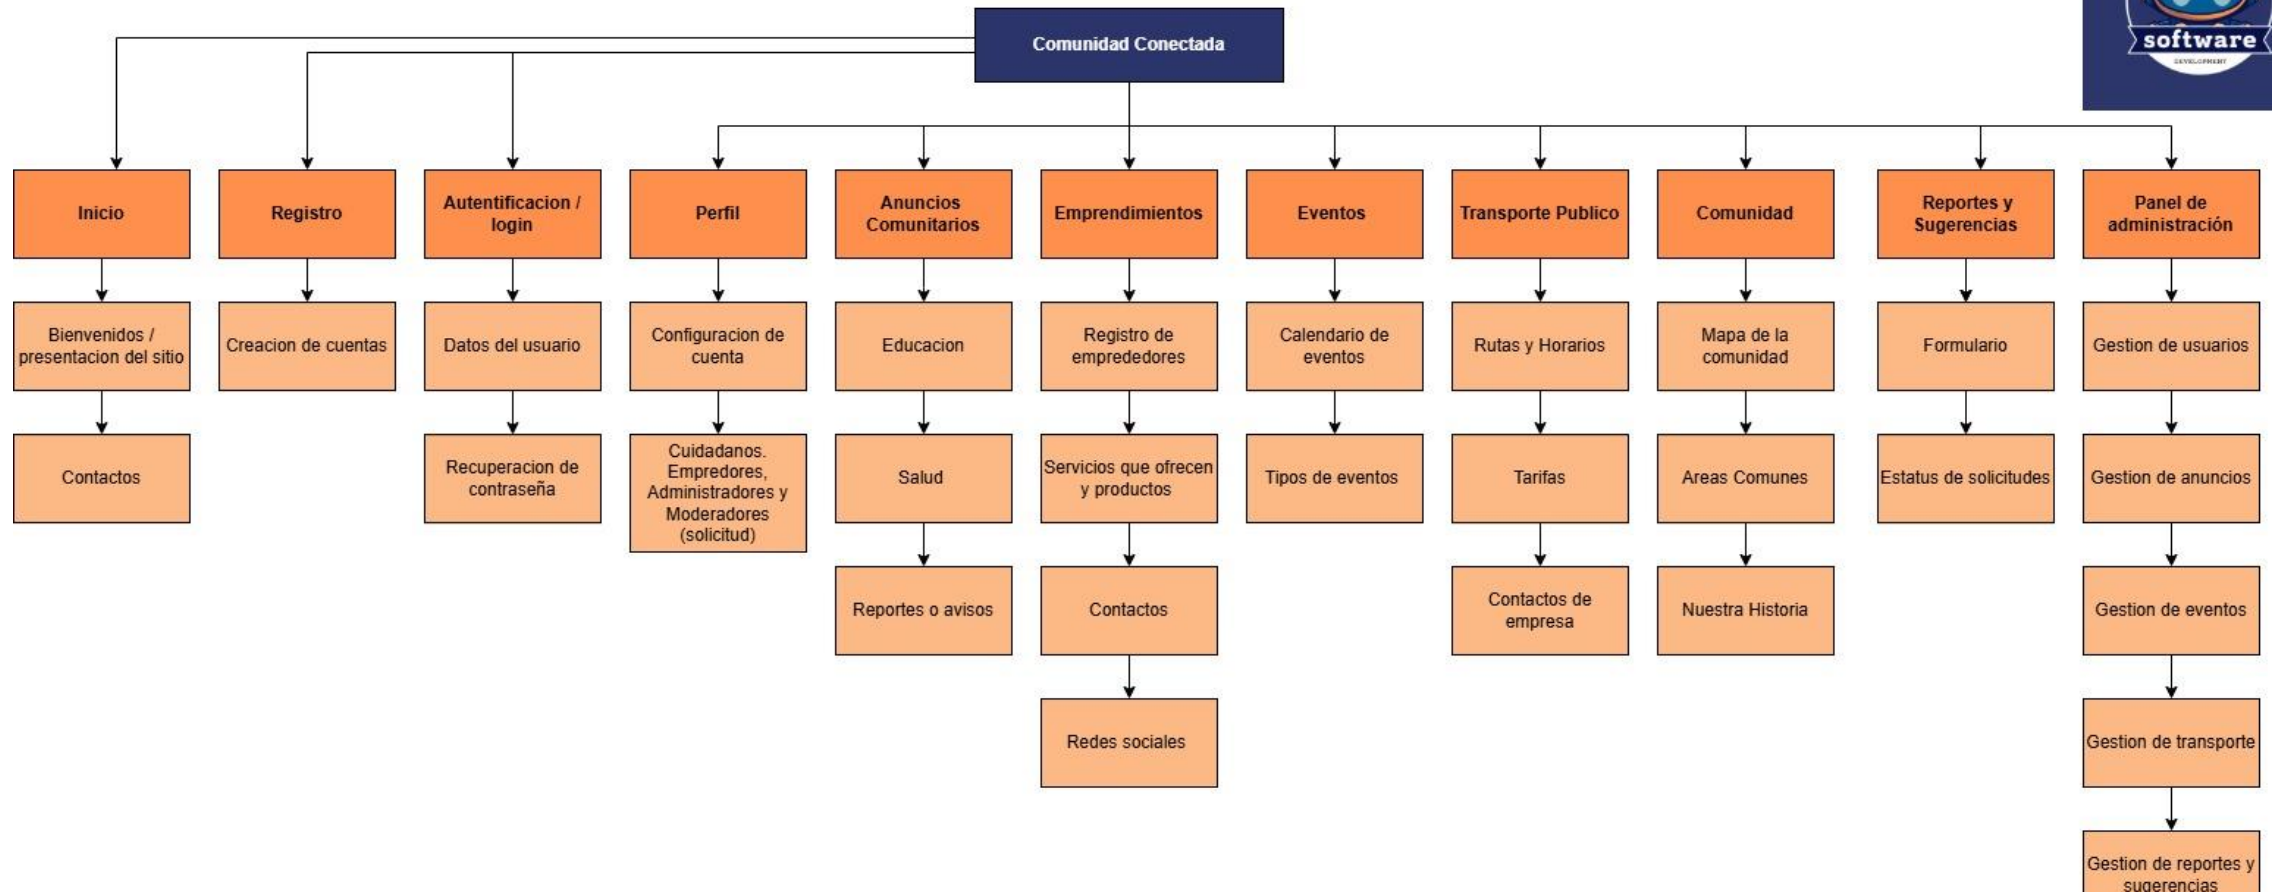 Comunidad Conectada
software
DEVELOPMENT
Inicio
Registro
Autentificacion /
login
Perfil
Anuncios
Comunitarios
Emprendimientos
Eventos
Transporte Publico
Comunidad
Reportes y
Sugerencias
Panel de
administración
Bienvenidos /
presentacion del sitio
Creacion de cuentas
Datos del usuario
Configuracion de
cuenta
Educacion
Registro de
emprededores
Calendario de
eventos
Rutas y Horarios
Mapa de la
comunidad
Formulario
Gestion de usuarios
Contactos
Recuperacion de
contraseña
Cuidadanos.
Empredores,
Administradores y
Moderadores
(solicitud)
Salud
Servicios que ofrecen
y productos
Tipos de eventos
Tarifas
Areas Comunes
Estatus de solicitudes
Gestion de anuncios
Reportes o avisos
Contactos
Contactos de
empresa
Nuestra Historia
Gestion de eventos
Redes sociales
Gestion de transporte
Gestion de reportes y
sugerencias